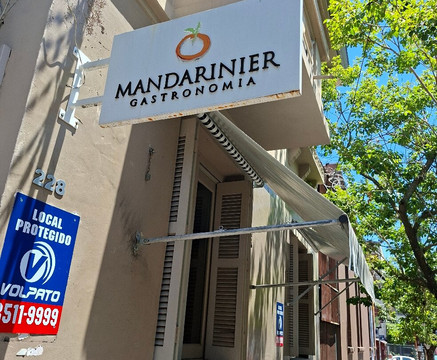 MANDARINIER
GASTRONOMIA
228
LOCAL
PROTEGIDO
VOLPATO
3511-9999